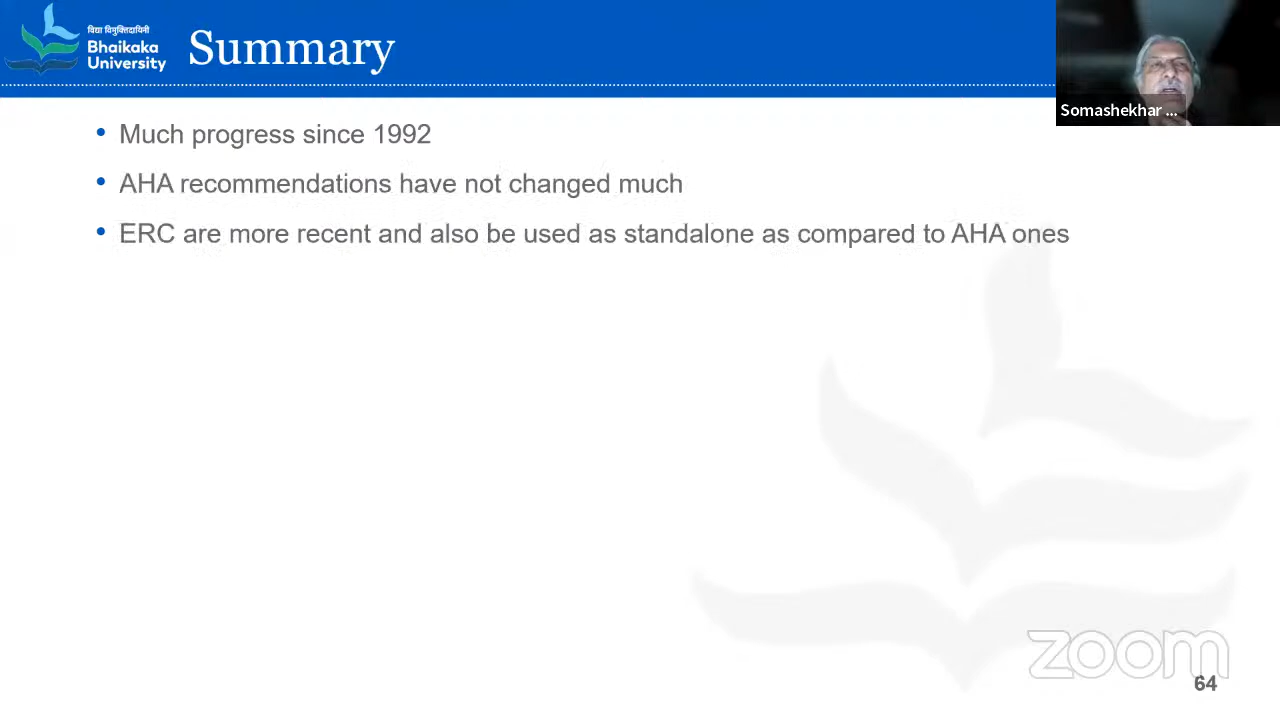 विद्या विमुक्तिदायिनी
Bhaikaka
University
Summary
Somashekhar ...
• Much progress since 1992
• AHA recommendations have not changed much
• ERC are more recent and also be used as standalone as compared to AHA ones
zoom
64